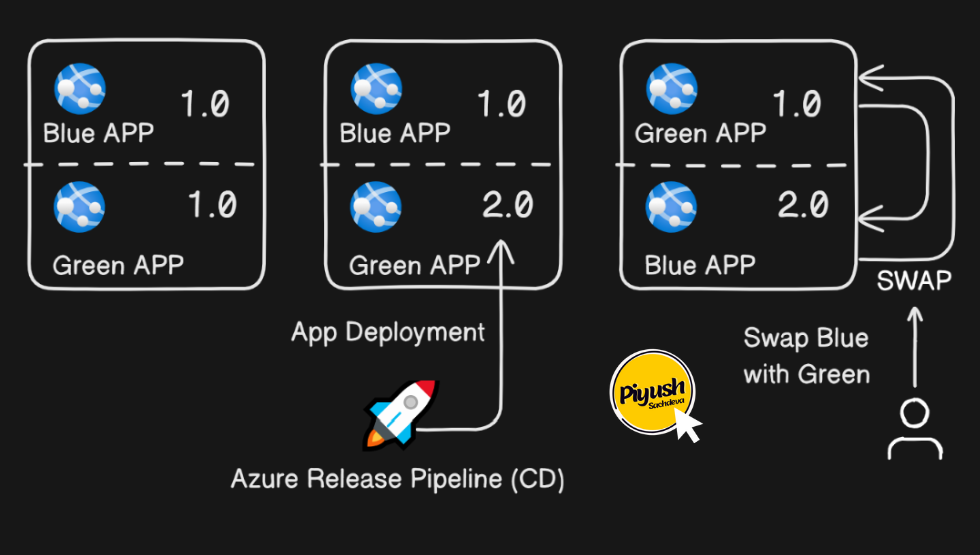 Blue APP 1.0
1.0
Green APP
Blue APP 1.0
2.0
Green APP
App Deployment
Azure Release Pipeline (CD)
Green APP 1.0
2.0
Blue APP
SWAP
Swap Blue
with Green
Piyush
Sachdeva